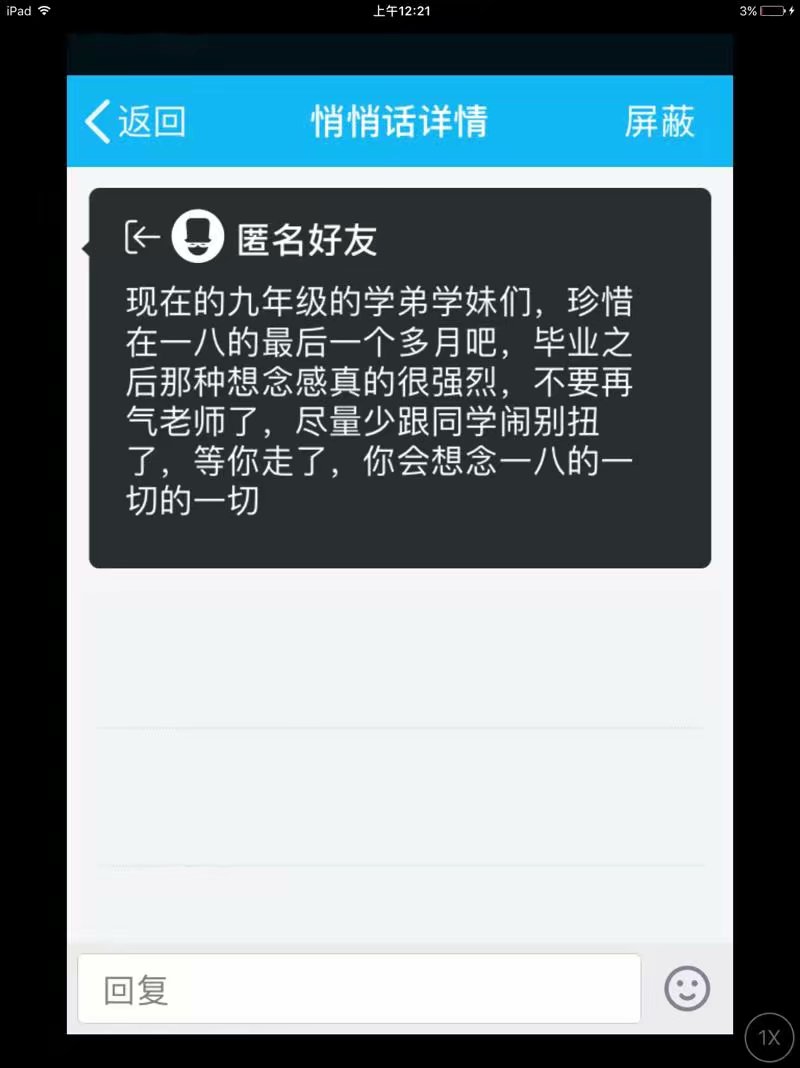 iPad 上午12:21 3%
返回 悄悄话详情 屏蔽
匿名好友
现在的九年级的学弟学妹们，珍惜
在一八的最后一个多月吧，毕业之
后那种想念感真的很强烈，不要再
气老师了，尽量少跟同学闹别扭
了，等你走了，你会想念一八的一
切的一切
回复
1X